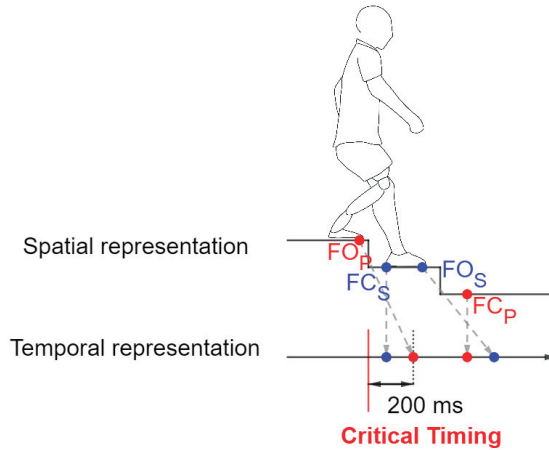 Spatial representation
FOP
FCS
FOS
FCP
Temporal representation
200 ms
Critical Timing